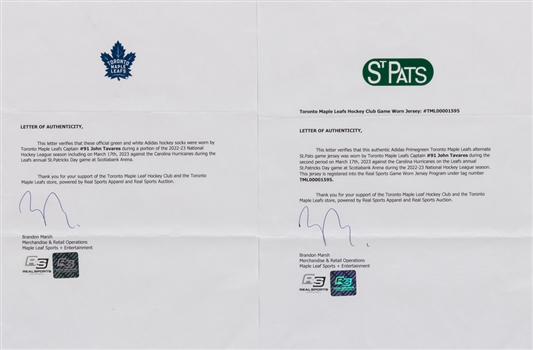 TORONTO
MAPLE
LEAFS
LETTER OF AUTHENTICITY,
This letter verifies that these official green and white Adidas hockey socks were worn by
Toronto Maple Leafs Captain #91 John Tavares during a portion of the 2022-23 National
Hockey League season including on March 17th, 2023 against the Carolina Hurricanes during the
Leafs annual St.Patricks Day game at Scotiabank Arena.
Thank you for your support of the Toronto Maple Leaf Hockey Club and the Toronto
Maple Leafs store, powered by Real Sports Apparel and Real Sports Auction.
Brandon Marsh
Merchandise & Retail Operations
Maple Leaf Sports + Entertainment
RS
REALSPORTS
ST PATS
Toronto Maple Leafs Hockey Club Game Worn Jersey: #TML00001595
LETTER OF AUTHENTICITY,
This letter verifies that this authentic Adidas Primegreen Toronto Maple Leafs alternate
St.Pats game jersey was worn by Toronto Maple Leafs Captain #91 John Tavares during the
second period on March 17th, 2023 against the Carolina Hurricanes on the Leafs annual
St.Patricks Day game at Scotiabank Arena during the 2022-23 National Hockey League season.
This jersey is registered into the Real Sports Game Worn Jersey Program under tag number
TML00001595.
Thank you for your support of the Toronto Maple Leaf Hockey Club and the Toronto
Maple Leafs store, powered by Real Sports Apparel and Real Sports Auction.
Brandon Marsh
Merchandise & Retail Operations
Maple Leaf Sports + Entertainment
RS
REALSPORTS